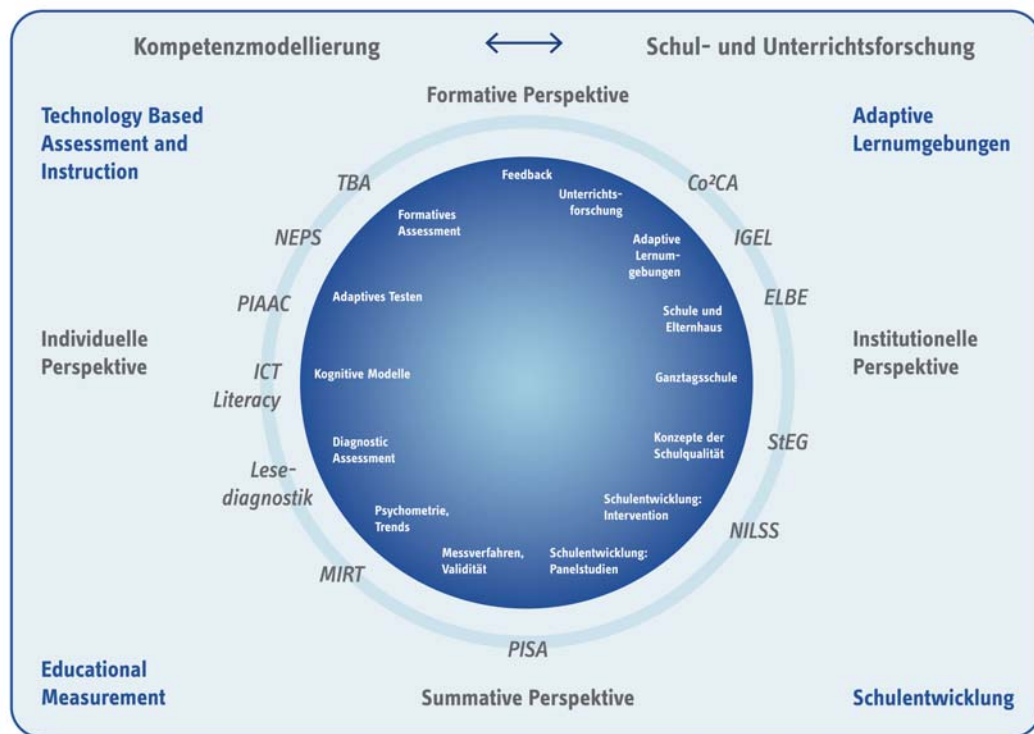 Kompetenzmodellierung
Schul- und Unterrichtsforschung
Formative Perspektive
Technology Based
Assessment and
Instruction
Adaptive
Lernumgebungen
TBA
NEPS
PIAAC
ICT
Literacy
Lese-
diagnostik
MIRT
PISA
Co²CA
IGEL
ELBE
StEG
NILSS
Individuelle
Perspektive
Institutionelle
Perspektive
Feedback
Unterrichts-
forschung
Adaptive
Lernum-
gebungen
Schule und
Elternhaus
Ganztagsschule
Konzepte der
Schulqualität
Schulentwicklung:
Intervention
Schulentwicklung:
Panelstudien
Messverfahren,
Validität
Psychometrie,
Trends
Diagnostic
Assessment
Kognitive Modelle
Adaptives Testen
Formatives
Assessment
Educational
Measurement
Summative Perspektive
Schulentwicklung